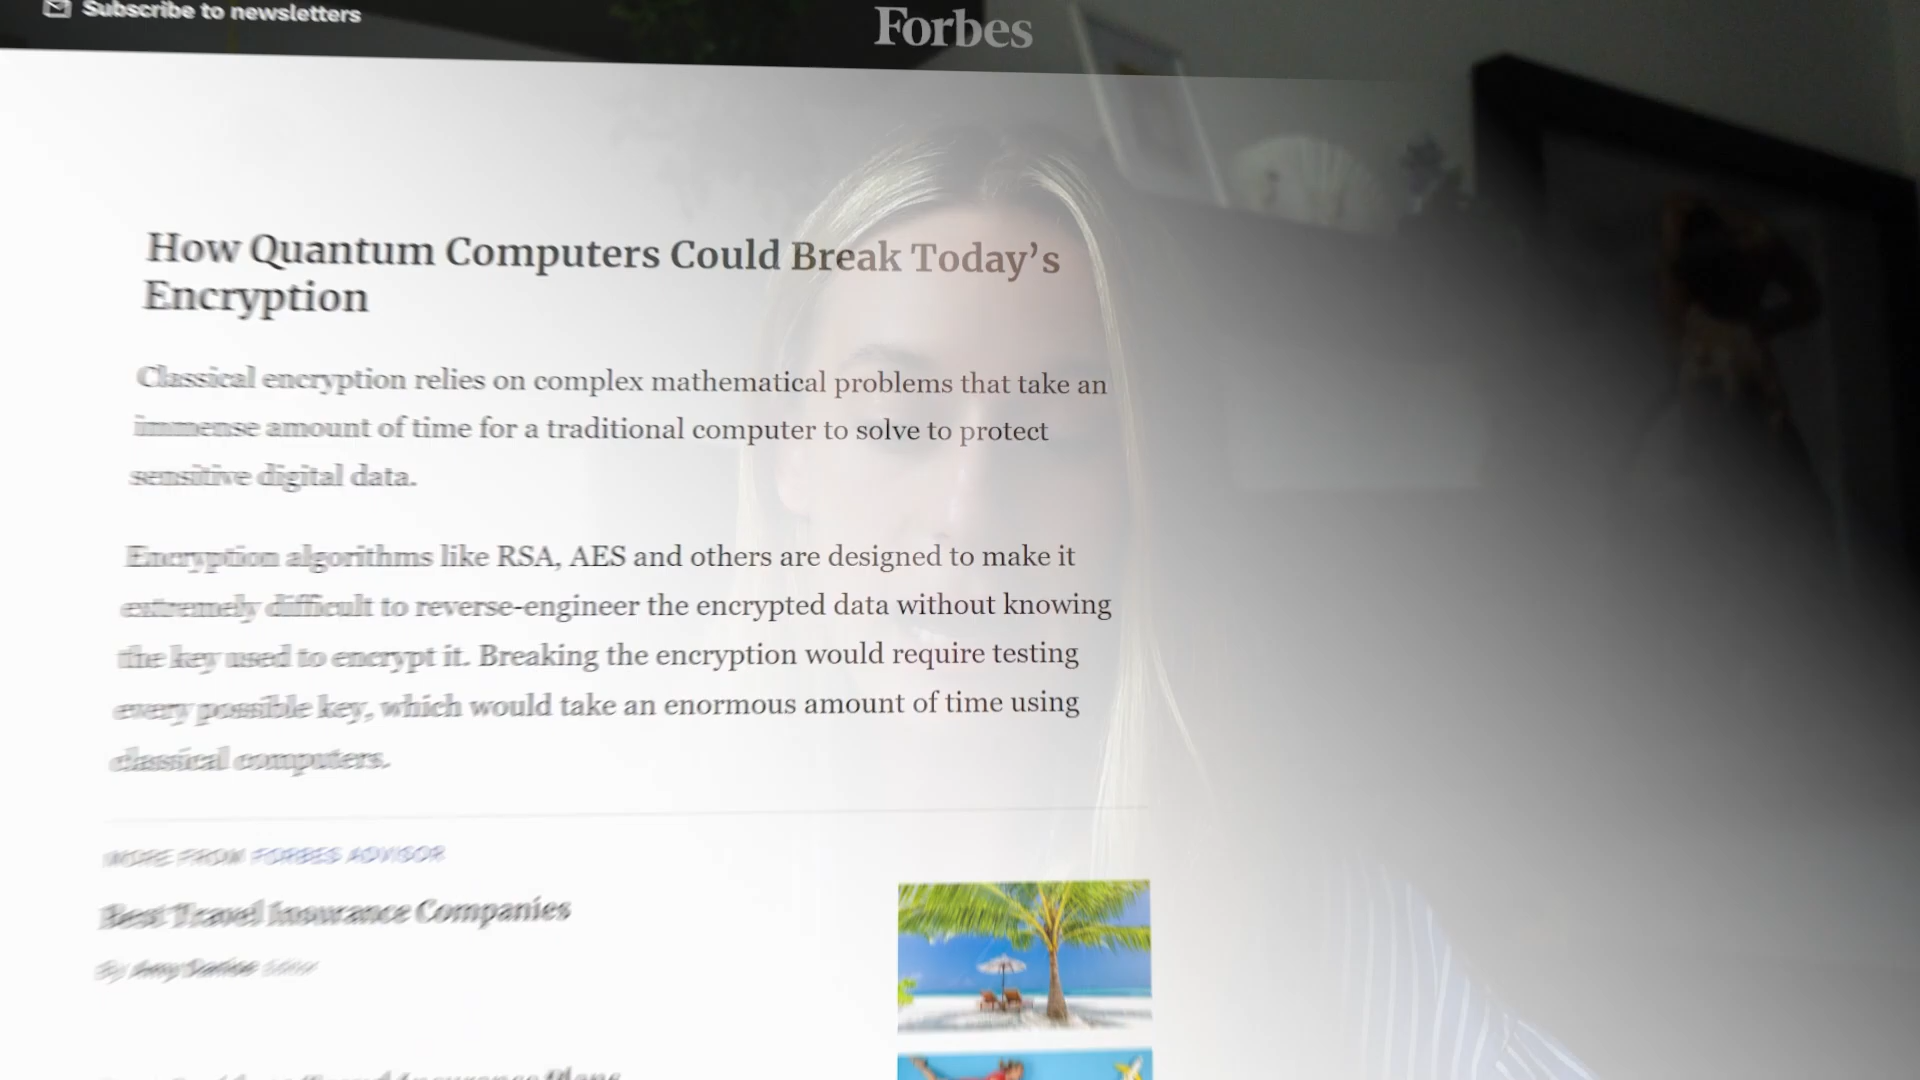 Subscribe to newsletters
Forbes
How Quantum Computers Could Break Today’s
Encryption
Classical encryption relies on complex mathematical problems that take an
immense amount of time for a traditional computer to solve to protect
sensitive digital data.
Encryption algorithms like RSA, AES and others are designed to make it
extremely difficult to reverse-engineer the encrypted data without knowing
the key used to encrypt it. Breaking the encryption would require testing
every possible key, which would take an enormous amount of time using
classical computers.
MORE FROM FORBES ADVISOR
Best Travel Insurance Companies
By Amy